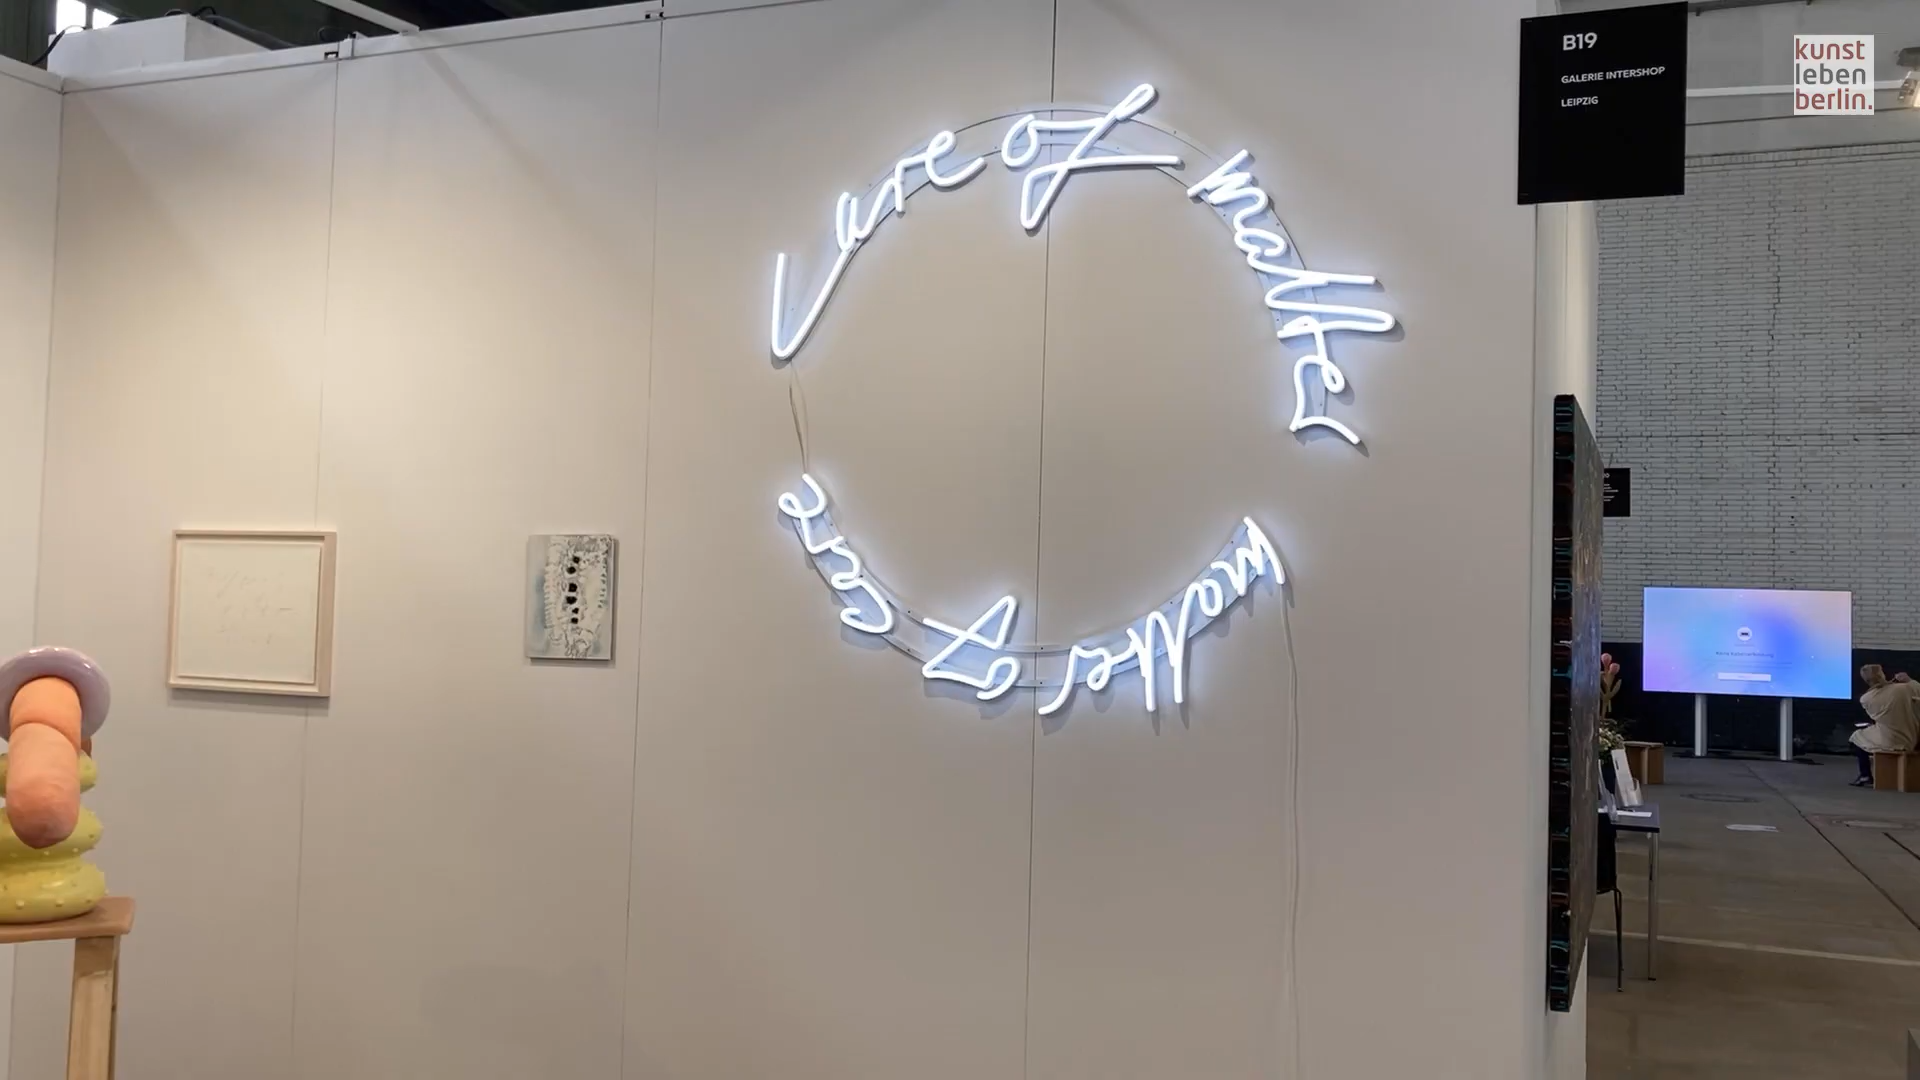 B19
GALERIE INTERSHOP
LEIPZIG
kunst
leben
berlin.
care of matter
matter of care